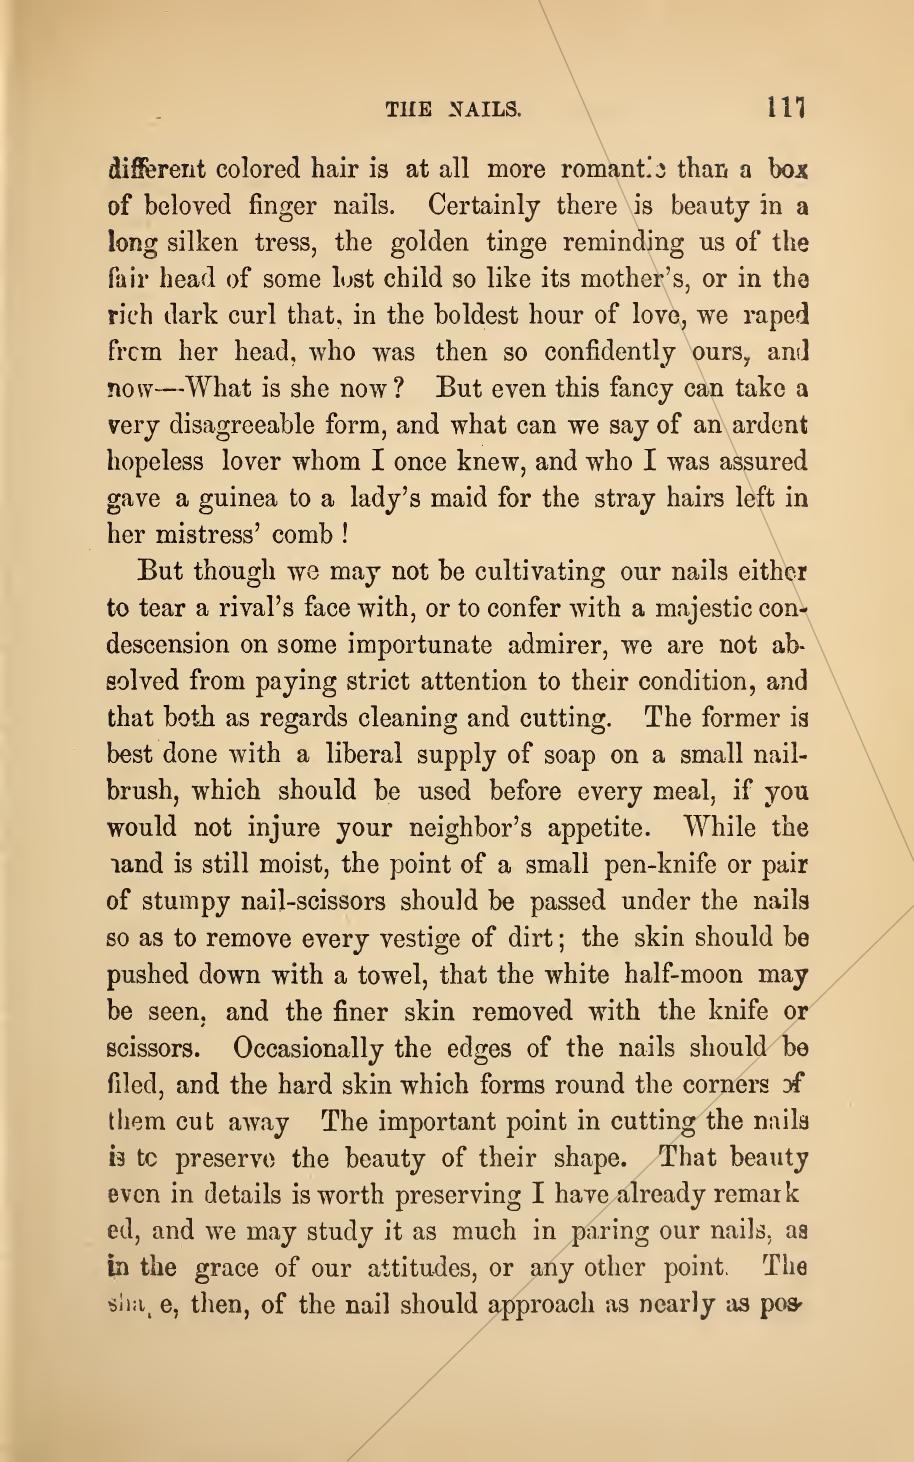 THE NAILS. 117
different colored hair is at all more romantic than a box
of beloved finger nails. Certainly there is beauty in a
long silken tress, the golden tinge reminding us of the
fair head of some lost child so like its mother's, or in the
rich dark curl that, in the boldest hour of love, we raped
from her head, who was then so confidently ours, and
now—What is she now? But even this fancy can take a
very disagreeable form, and what can we say of an ardent
hopeless lover whom I once knew, and who I was assured
gave a guinea to a lady's maid for the stray hairs left in
her mistress' comb!
But though we may not be cultivating our nails either
to tear a rival's face with, or to confer with a majestic con-
descension on some importunate admirer, we are not ab-
solved from paying strict attention to their condition, and
that both as regards cleaning and cutting. The former is
best done with a liberal supply of soap on a small nail-
brush, which should be used before every meal, if you
would not injure your neighbor's appetite. While the
hand is still moist, the point of a small pen-knife or pair
of stumpy nail-scissors should be passed under the nails
so as to remove every vestige of dirt; the skin should be
pushed down with a towel, that the white half-moon may
be seen, and the finer skin removed with the knife or
scissors. Occasionally the edges of the nails should be
filed, and the hard skin which forms round the corners of
them cut away The important point in cutting the nails
is to preserve the beauty of their shape. That beauty
even in details is worth preserving I have already remark
ed, and we may study it as much in paring our nails, as
in the grace of our attitudes, or any other point. The
shape, then, of the nail should approach as nearly as pos-